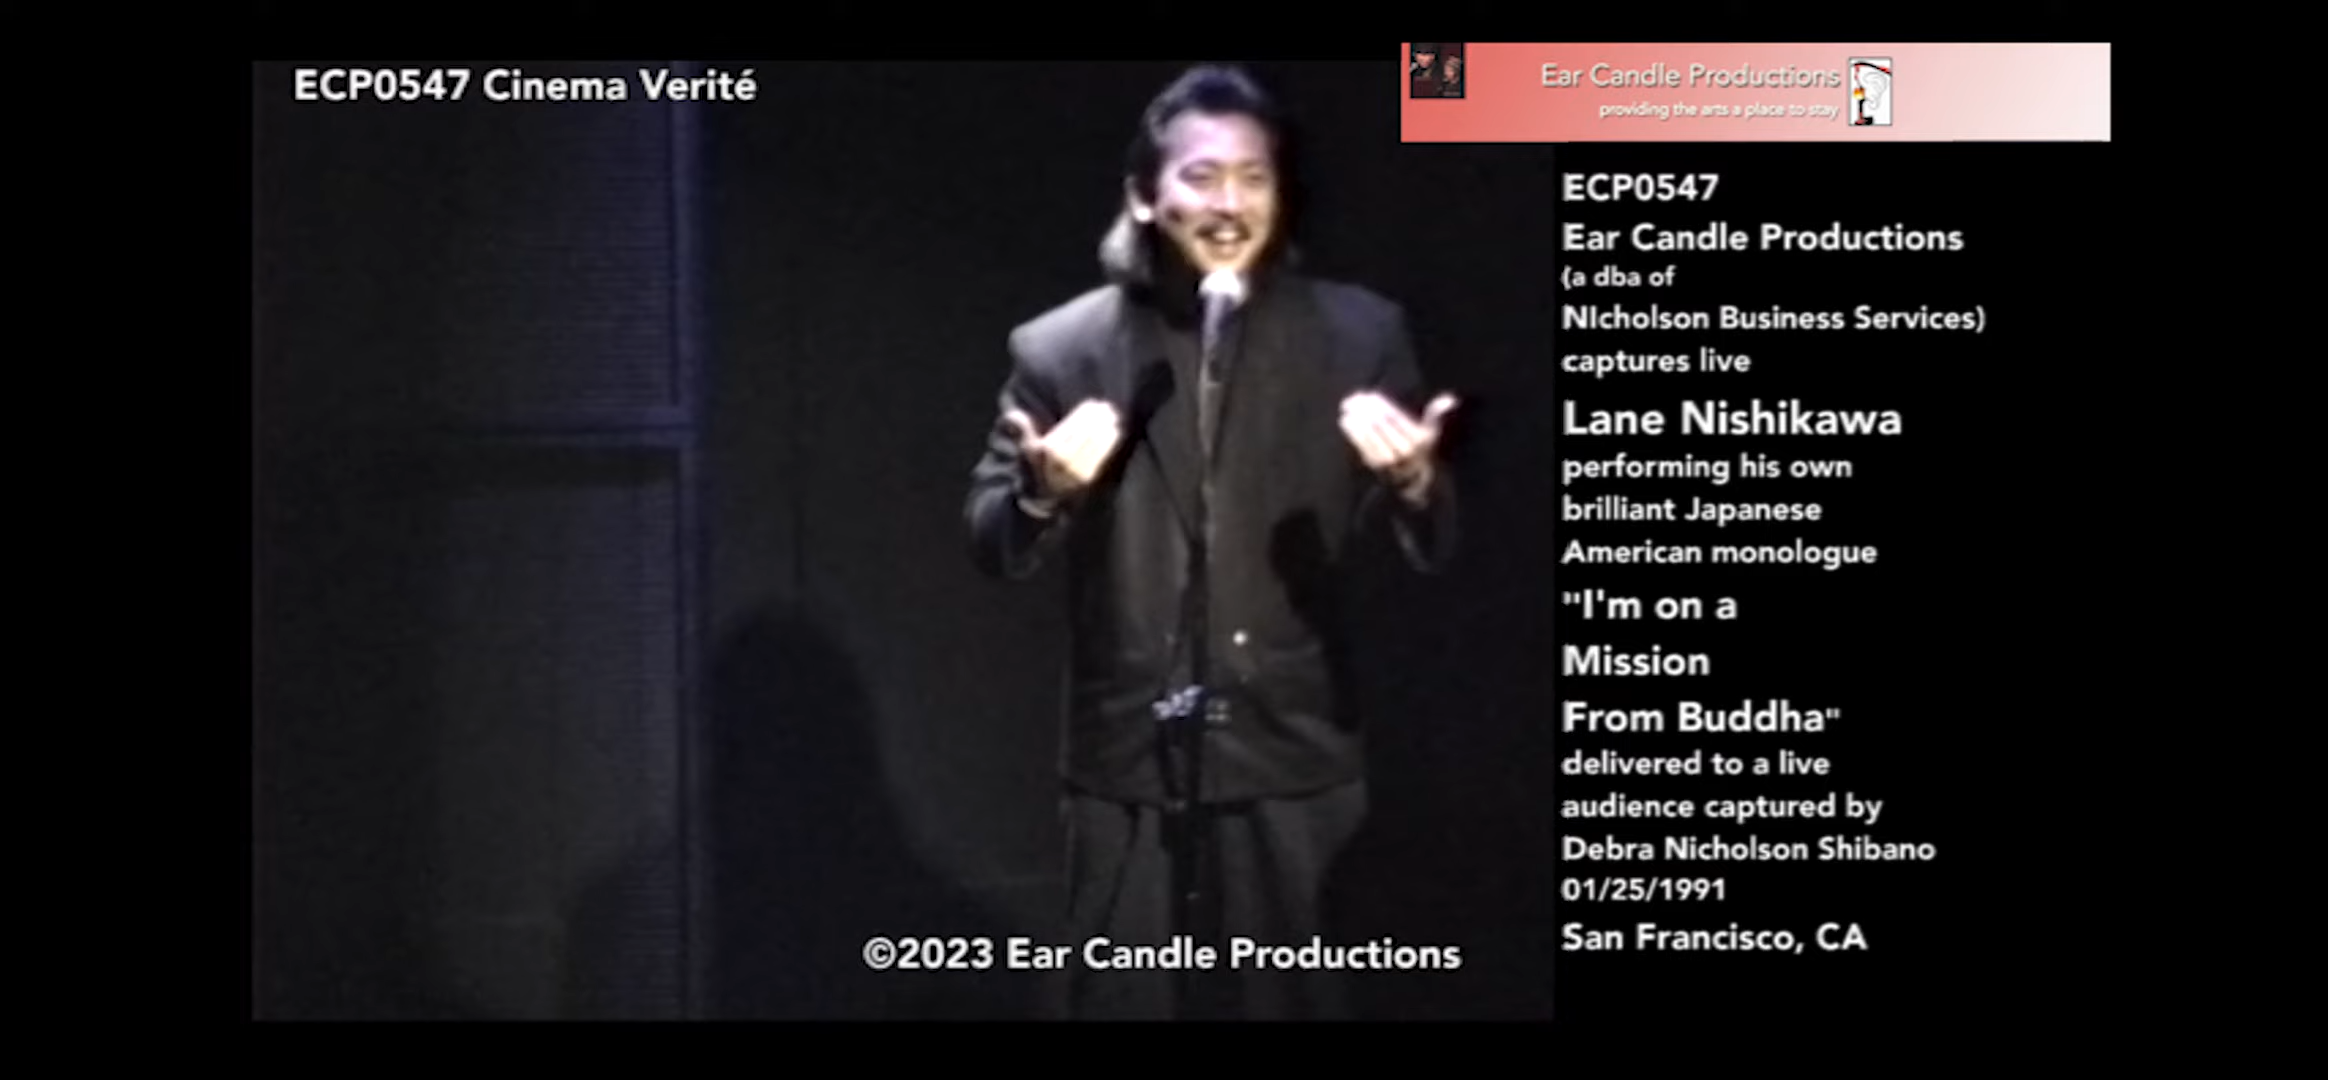 ECP0547 Cinema Verité
Ear Candle Productions
providing the arts a place to stay
ECP0547
Ear Candle Productions
(a dba of
NIcholson Business Services)
captures live
Lane Nishikawa
performing his own
brilliant Japanese
American monologue
"I'm on a
Mission
From Buddha"
delivered to a live
audience captured by
Debra Nicholson Shibano
01/25/1991
San Francisco, CA
©2023 Ear Candle Productions